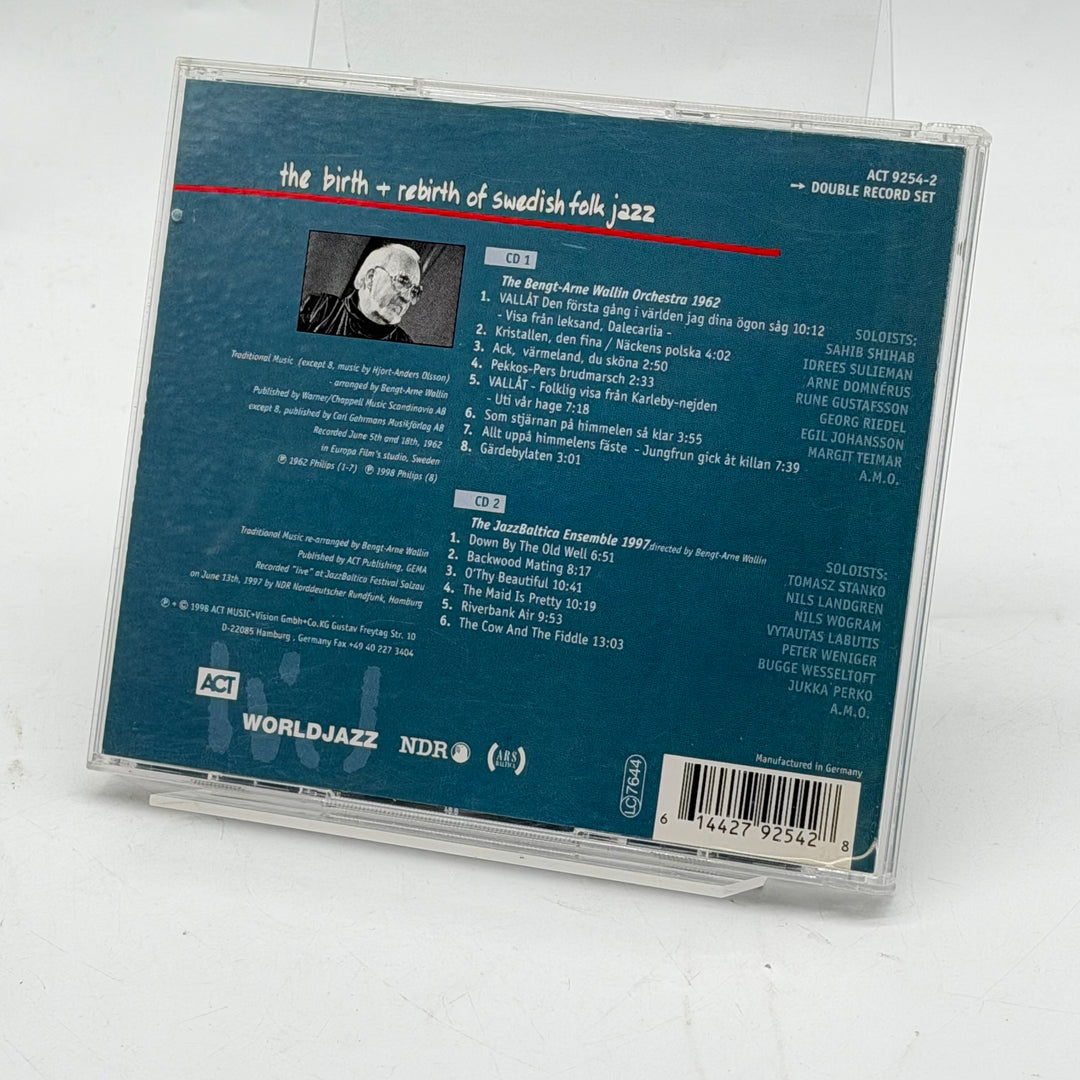 the birth + rebirth of swedish folk jazz
ACT 9254-2
→ DOUBLE RECORD SET
CD 1
The Bengt-Arne Wallin Orchestra 1962
1. VALLÅT Den första gång i världen jag dina ögon såg 10:12
- Visa från leksand, Dalecarlia -
2. Kristallen, den fina / Näckens polska 4:02
3. Ack, värmeland, du sköna 2:50
4. Pekkos-Pers brudmarsch 2:33
5. VALLÅT - Folklig visa från Karleby-nejden
- Uti vår hage 7:18
6. Som stjärnan på himmelen så klar 3:55
7. Allt uppå himmelens fäste - Jungfrun gick åt killan 7:39
8. Gärdebylaten 3:01
SOLOISTS:
SAHIB SHIHAB
IDREES SULIEMAN
ARNE DOMNÉRUS
RUNE GUSTAFSSON
GEORG RIEDEL
EGIL JOHANSSON
MARGIT TEIMAR
A.M.O.
Traditional Music (except 8, music by Hjort-Anders Olsson)
- arranged by Bengt-Arne Wallin
Published by Warner/Chappell Music Scandinavia AB
except 8, published by Carl Gehrmans Musikförlag AB
Recorded June 5th and 18th, 1962
in Europa Film's studio, Sweden
℗ 1962 Philips (1-7) ℗ 1998 Philips (8)
CD 2
The JazzBaltica Ensemble 1997 directed by Bengt-Arne Wallin
1. Down By The Old Well 6:51
2. Backwood Mating 8:17
3. O'Thy Beautiful 10:41
4. The Maid Is Pretty 10:19
5. Riverbank Air 9:53
6. The Cow And The Fiddle 13:03
SOLOISTS:
TOMASZ STANKO
NILS LANDGREN
NILS WOGRAM
VYTAUTAS LABUTIS
PETER WENIGER
BUGGE WESSELTOFT
JUKKA PERKO
A.M.O.
Traditional Music re-arranged by Bengt-Arne Wallin
Published by ACT Publishing, GEMA
Recorded "live" at JazzBaltica Festival Salzau
on June 13th, 1997 by NDR Norddeutscher Rundfunk, Hamburg
℗ + © 1998 ACT MUSIC+Vision GmbH+Co.KG Gustav Freytag Str. 10
D-22085 Hamburg, Germany Fax +49 40 227 3404
ACT
WJ
WORLDJAZZ
NDR
(ARS
BALTICA)
LC 7644
Manufactured in Germany
6 14427 92542 8